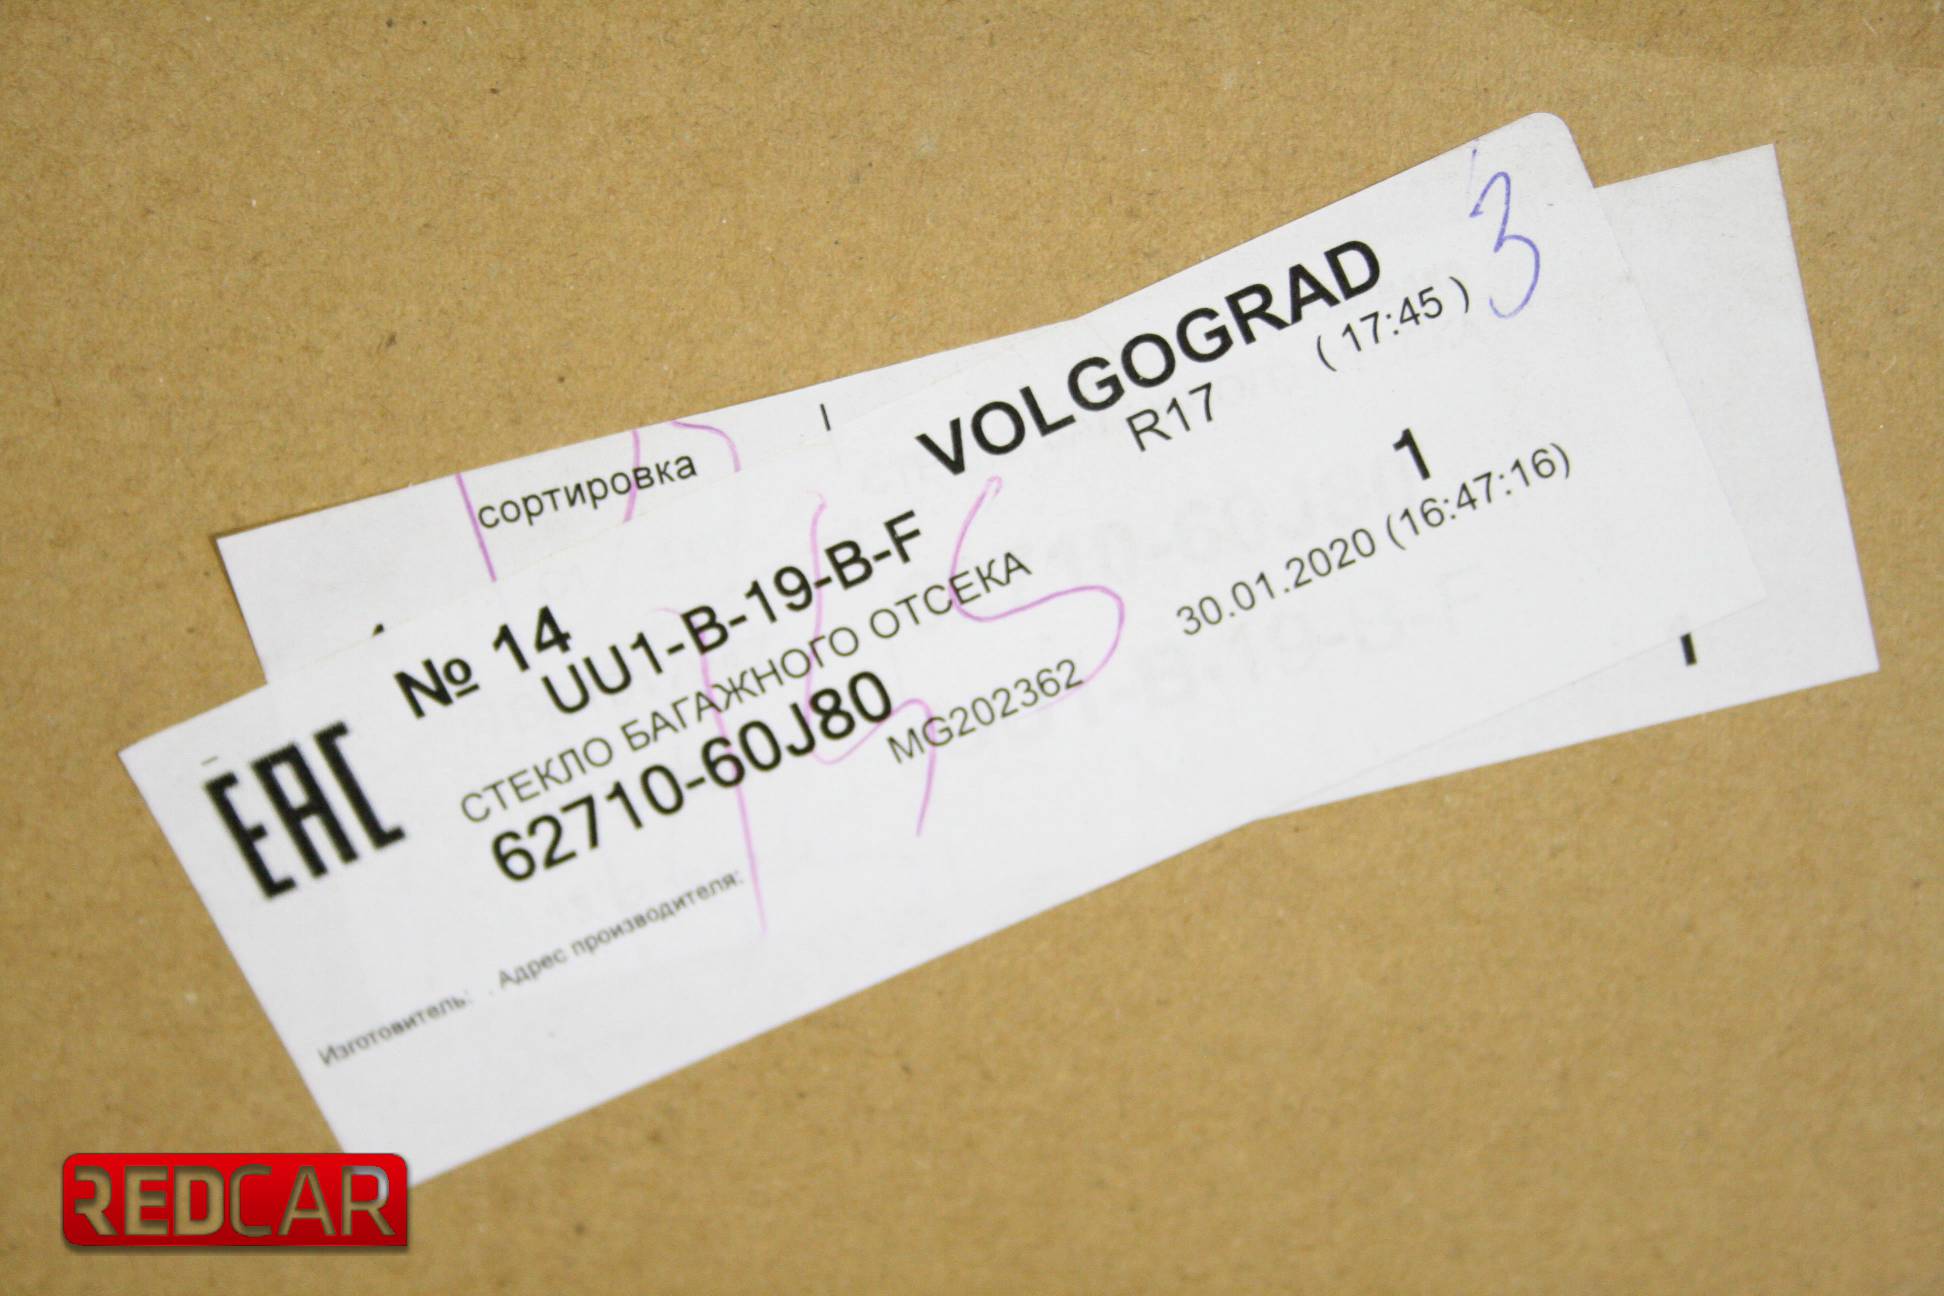 сортировка
VOLGOGRAD
3
R17 ( 17:45 )
№ 14
UU1-B-19-B-F
1
СТЕКЛО БАГАЖНОГО ОТСЕКА
30.01.2020 (16:47:16)
62710-60J80
MG202362
EAC
Изготовитель: . Адрес производителя:
REDCAR